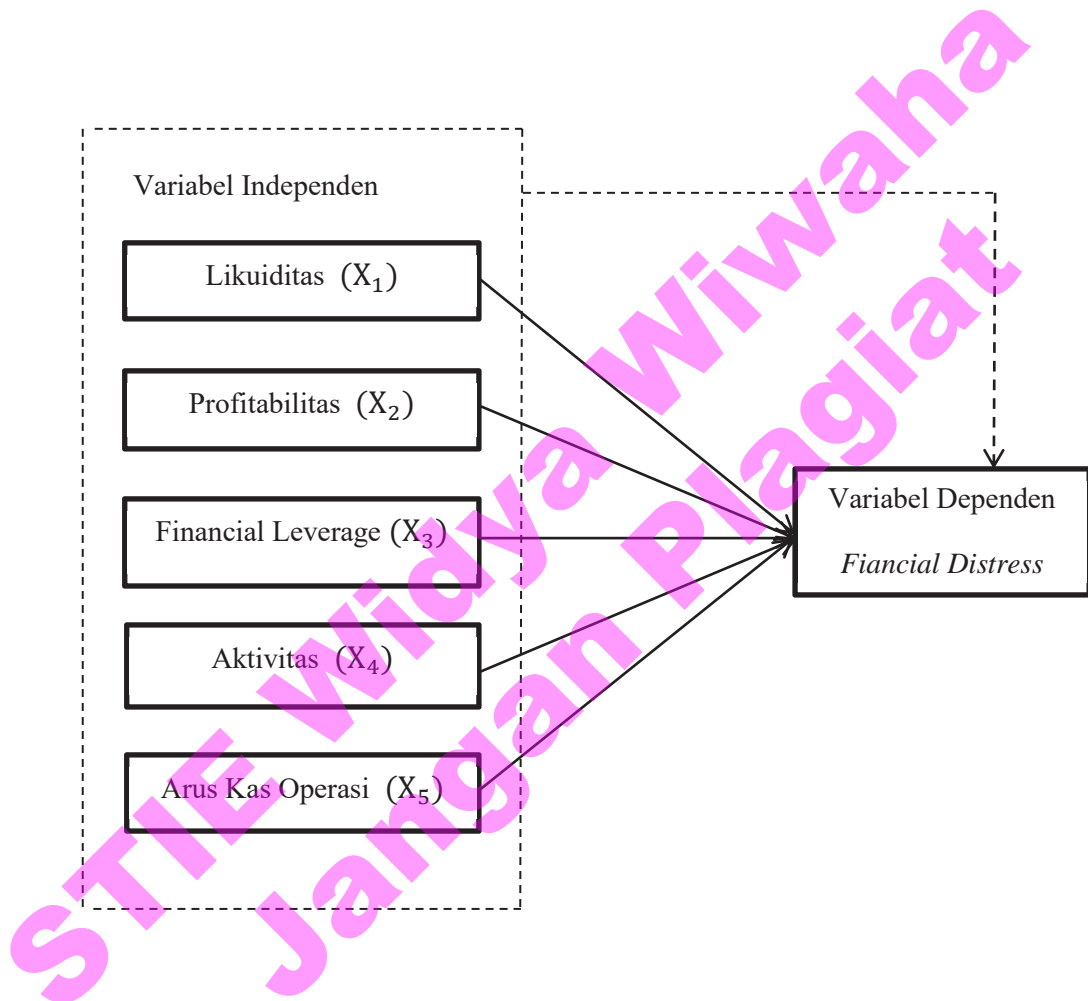 Variabel Independen
Likuiditas (X₁)
Profitabilitas (X₂)
Financial Leverage (X₃)
Aktivitas (X₄)
Arus Kas Operasi (X₅)
Variabel Dependen
Fiancial Distress
STIE Widya Wiwaha
Jangan Plagiat